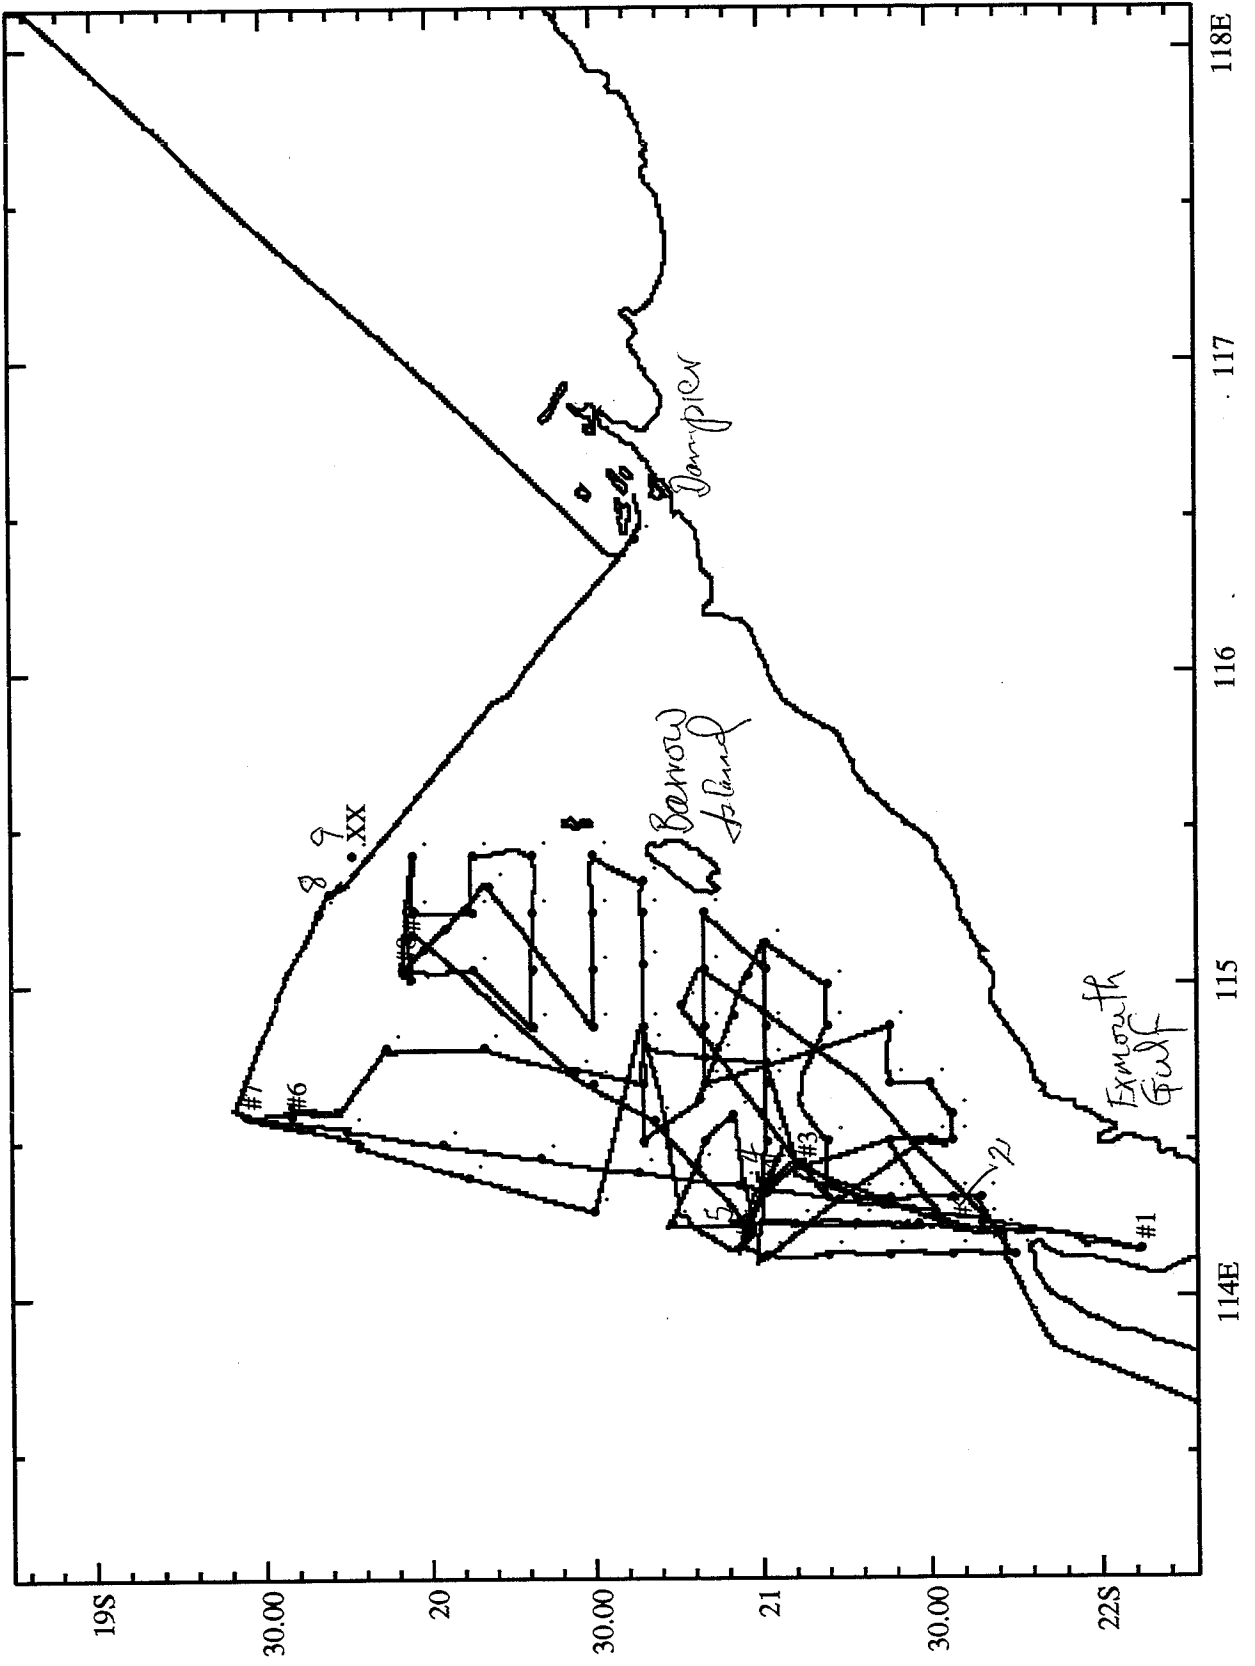 19S
30.00
20
30.00
21
30.00
22S
114E
115
116
117
118E
#7
#6
8
9
.XX
#3
4
5
2
#1
Dampier
Barrow
Island
Exmouth
Gulf